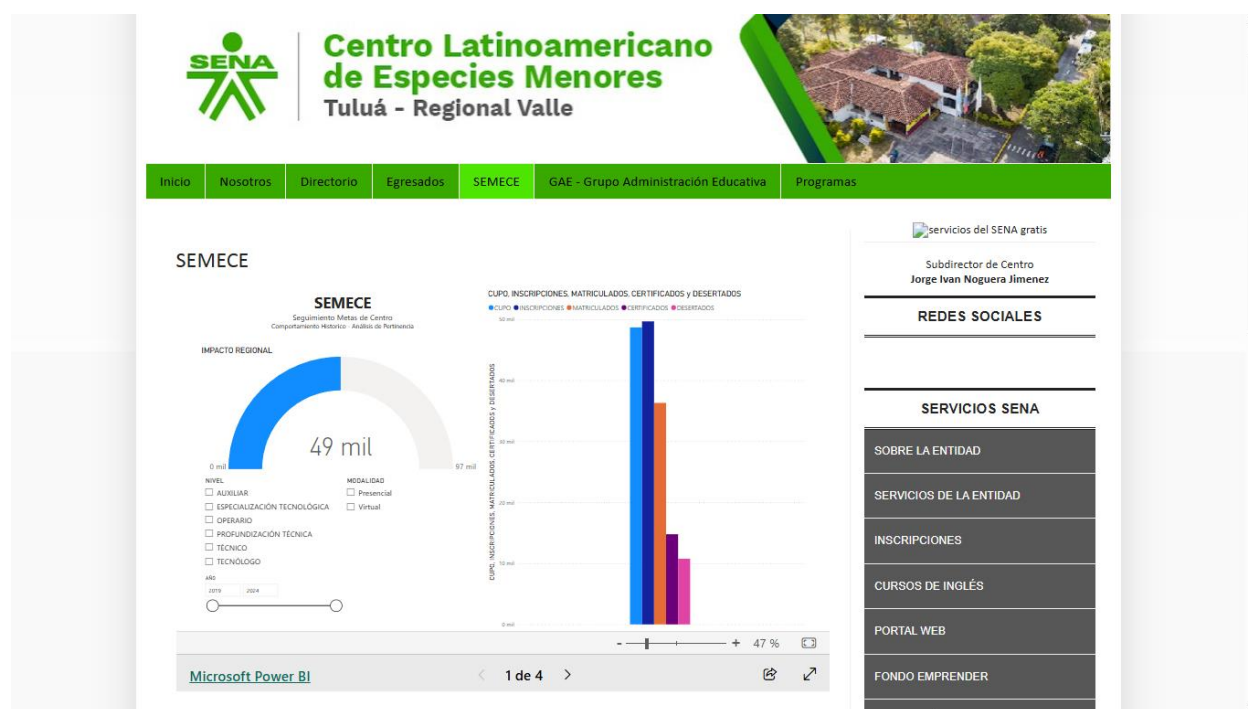 SENA
Centro Latinoamericano
de Especies Menores
Tuluá - Regional Valle
Inicio Nosotros Directorio Egresados SEMECE GAE - Grupo Administración Educativa Programas
SEMECE
SEMECE
Seguimiento Metas de Centro
Comportamiento Historico - Análisis de Pertinencia
IMPACTO REGIONAL
49 mil
0 mil
97 mil
NIVEL
AUXILIAR
ESPECIALIZACIÓN TECNOLÓGICA
OPERARIO
PROFUNDIZACIÓN TÉCNICA
TÉCNICO
TECNÓLOGO
MODALIDAD
Presencial
Virtual
AÑO
2019 2024
CUPO, INSCRIPCIONES, MATRICULADOS, CERTIFICADOS y DESERTADOS
CUPO INSCRIPCIONES MATRICULADOS CERTIFICADOS DESERTADOS
CUPO, INSCRIPCIONES, MATRICULADOS, CERTIFICADOS y DESERTADOS
50 mil
40 mil
30 mil
20 mil
10 mil
0 mil
- + 47 %
Microsoft Power BI
1 de 4
servicios del SENA gratis
Subdirector de Centro
Jorge Ivan Noguera Jimenez
REDES SOCIALES
SERVICIOS SENA
SOBRE LA ENTIDAD
SERVICIOS DE LA ENTIDAD
INSCRIPCIONES
CURSOS DE INGLÉS
PORTAL WEB
FONDO EMPRENDER